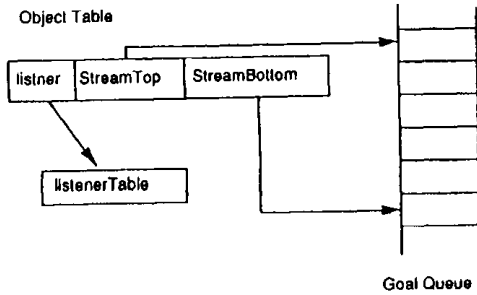 Object Table
listner StreamTop StreamBottom
listenerTable
Goal Queue